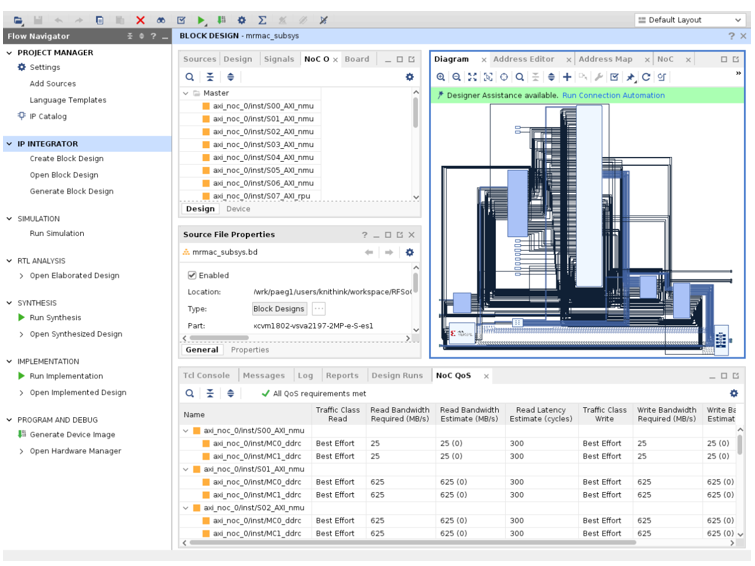 Default Layout
Flow Navigator
BLOCK DESIGN - mrmac_subsys
PROJECT MANAGER
Settings
Add Sources
Language Templates
IP Catalog
IP INTEGRATOR
Create Block Design
Open Block Design
Generate Block Design
SIMULATION
Run Simulation
RTL ANALYSIS
Open Elaborated Design
SYNTHESIS
Run Synthesis
Open Synthesized Design
IMPLEMENTATION
Run Implementation
Open Implemented Design
PROGRAM AND DEBUG
Generate Device Image
Open Hardware Manager
Sources Design Signals NoC O Board
Master
axi_noc_0/inst/S00_AXI_nmu
axi_noc_0/inst/S01_AXI_nmu
axi_noc_0/inst/S02_AXI_nmu
axi_noc_0/inst/S03_AXI_nmu
axi_noc_0/inst/S04_AXI_nmu
axi_noc_0/inst/S05_AXI_nmu
axi_noc_0/inst/S06_AXI_nmu
axi_noc_0/inst/S07_AXI_rpu
Design Device
Source File Properties
mrmac_subsys.bd
Enabled
Location: /wrk/paeg1/users/knithink/workspace/RFSoC
Type: Block Designs
Part: xcvm1802-vsva2197-2MP-e-S-es1
General Properties
Diagram Address Editor Address Map NoC
Designer Assistance available. Run Connection Automation
Tcl Console Messages Log Reports Design Runs NoC QoS
All QoS requirements met
Name Traffic Class Read Read Bandwidth Required (MB/s) Read Bandwidth Estimate (MB/s) Read Latency Estimate (cycles) Traffic Class Write Write Bandwidth Required (MB/s) Write Ba Estimat
axi_noc_0/inst/S00_AXI_nmu
axi_noc_0/inst/MC0_ddrc Best Effort 25 25 (0) 300 Best Effort 25 25 (0)
axi_noc_0/inst/MC1_ddrc Best Effort 25 25 (0) 300 Best Effort 25 25 (0)
axi_noc_0/inst/S01_AXI_nmu
axi_noc_0/inst/MC0_ddrc Best Effort 625 625 (0) 300 Best Effort 625 625 (0)
axi_noc_0/inst/MC1_ddrc Best Effort 625 625 (0) 300 Best Effort 625 625 (0)
axi_noc_0/inst/S02_AXI_nmu
axi_noc_0/inst/MC0_ddrc Best Effort 625 625 (0) 300 Best Effort 625 625 (0)
axi_noc_0/inst/MC1_ddrc Best Effort 625 625 (0) 300 Best Effort 625 625 (0)